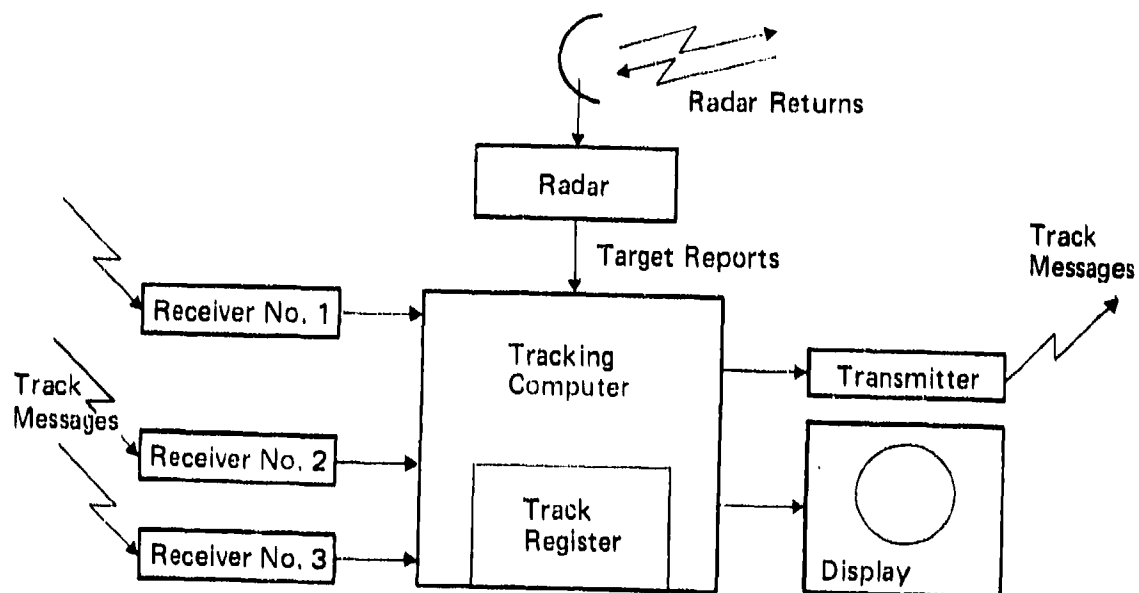 Radar Returns
Radar
Target Reports
Track
Messages
Receiver No. 1
Tracking
Computer
Transmitter
Track
Messages
Receiver No. 2
Track
Register
Receiver No. 3
Display